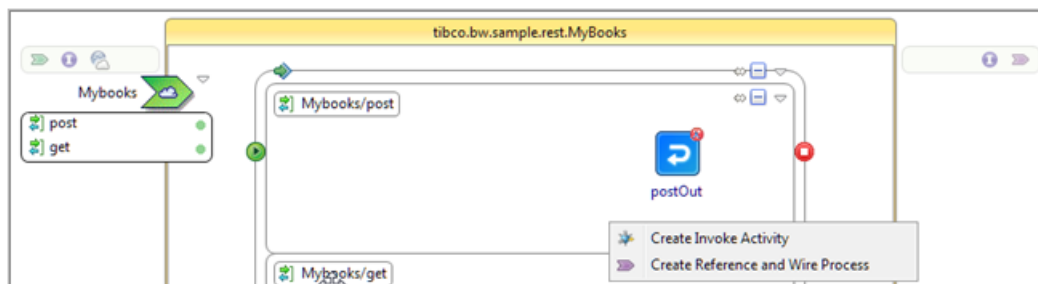 tibco.bw.sample.rest.MyBooks
Mybooks
post
get
Mybooks/post
postOut
Create Invoke Activity
Create Reference and Wire Process
Mybooks/get